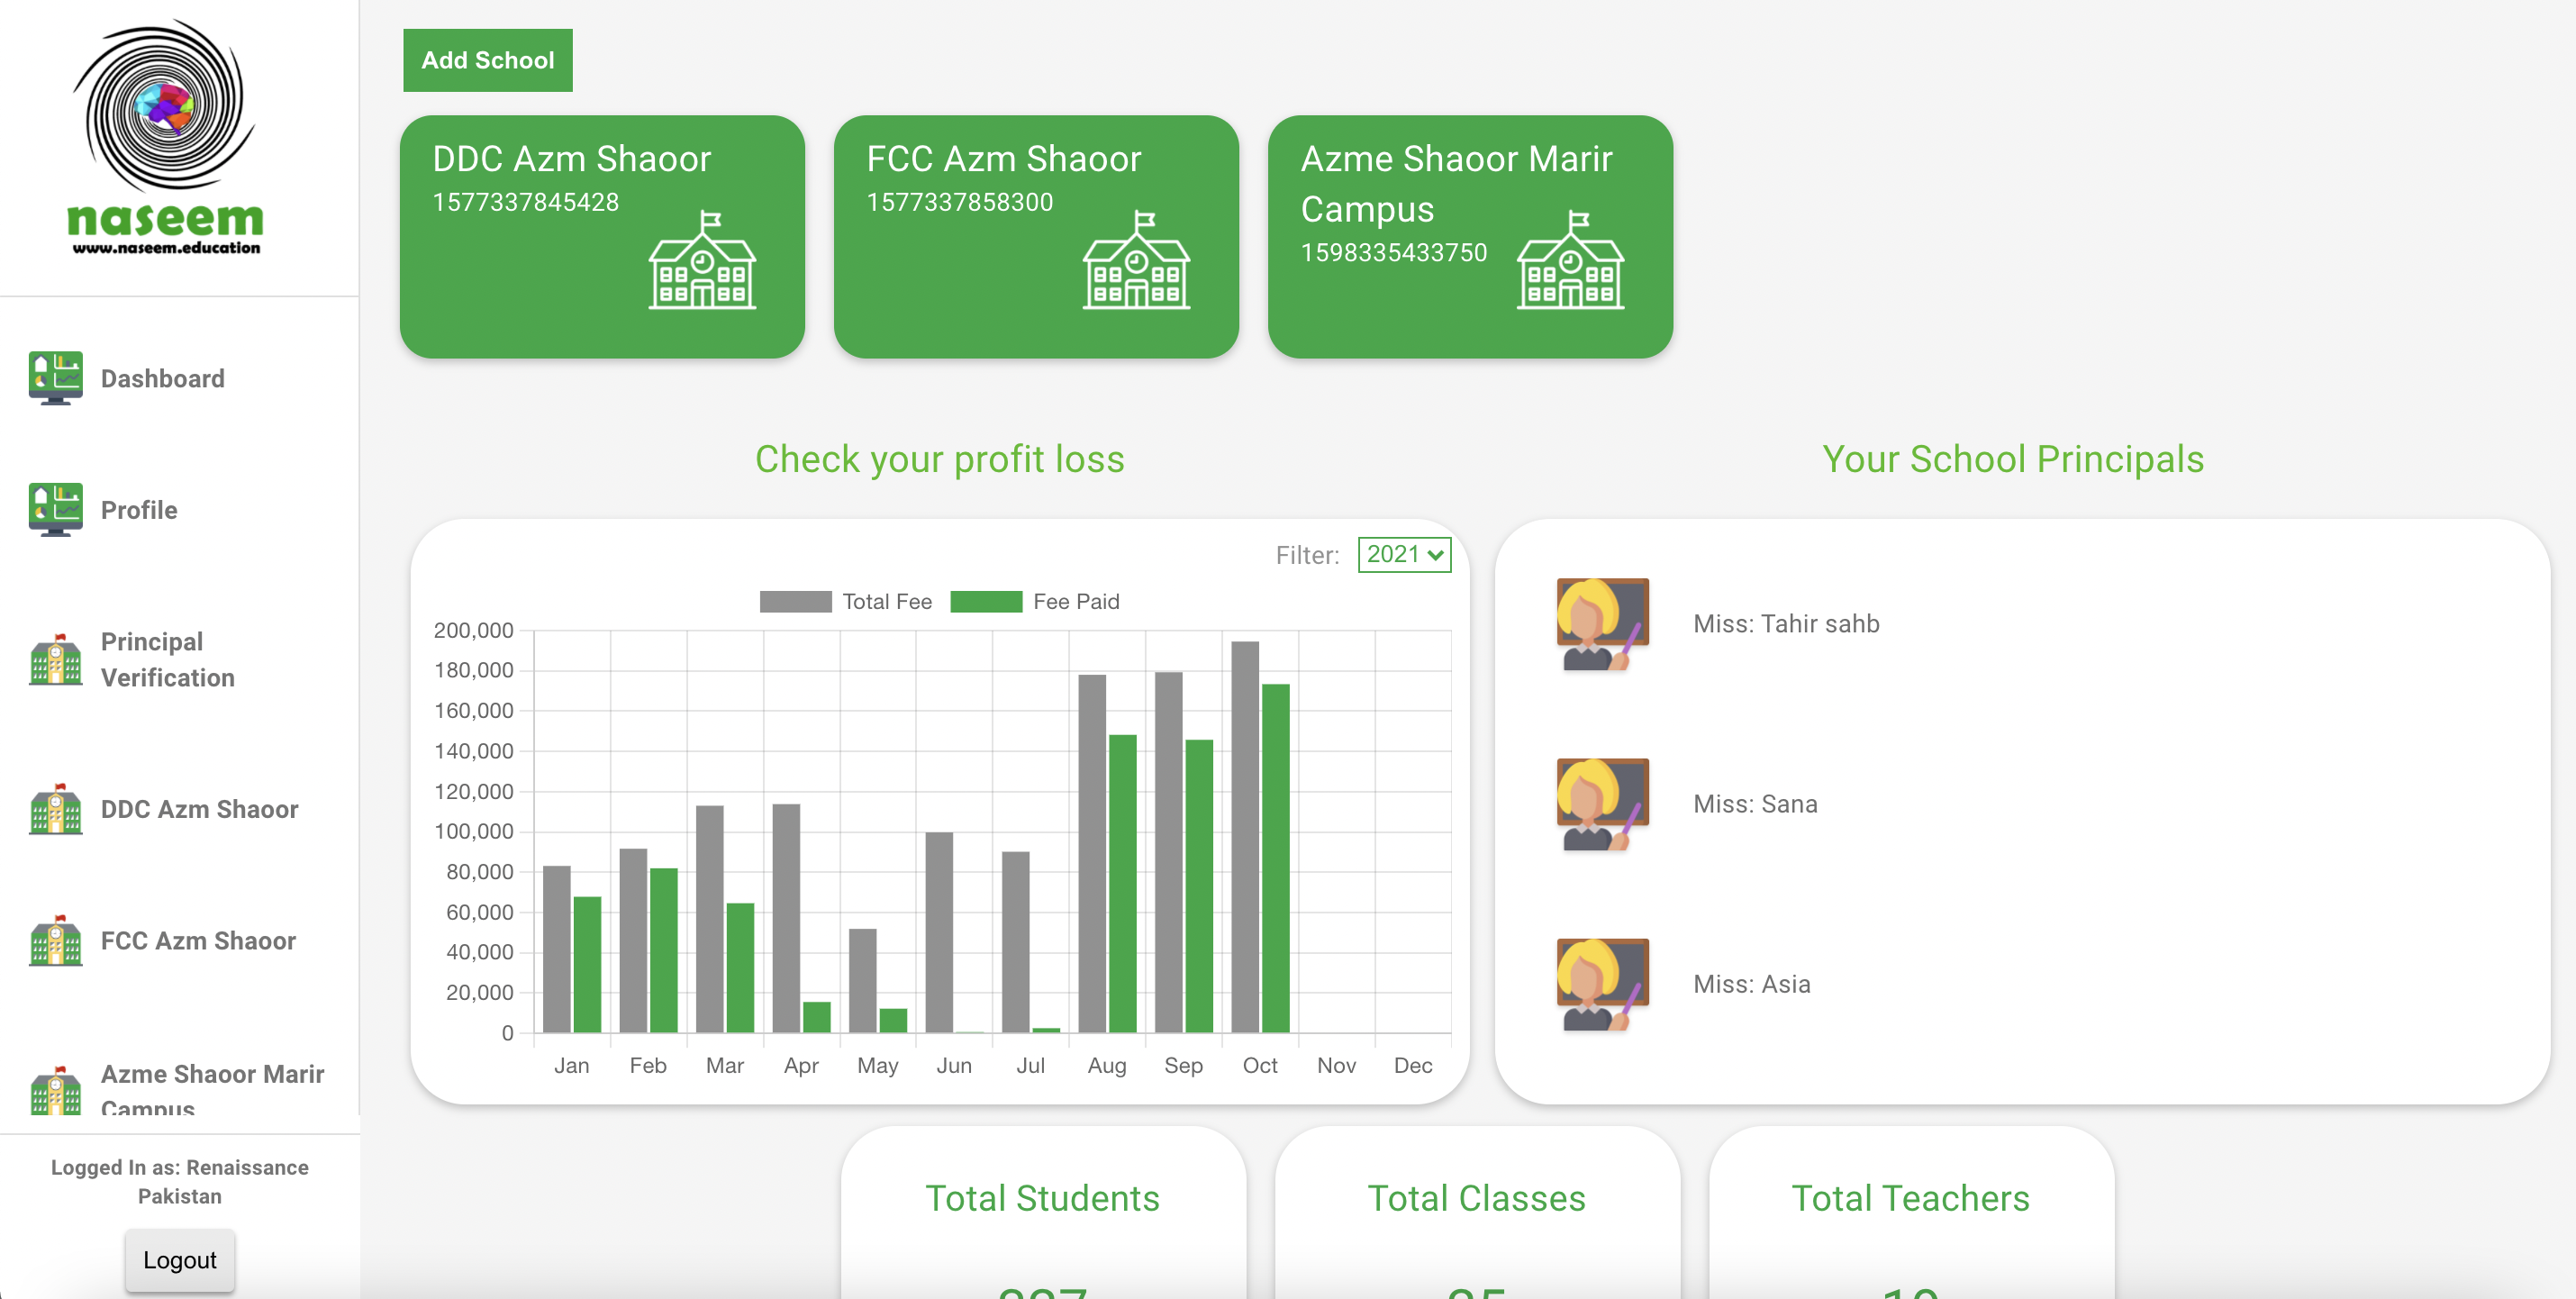 naseem
www.naseem.education
Dashboard
Profile
Principal
Verification
DDC Azm Shaoor
FCC Azm Shaoor
Azme Shaoor Marir
Campus
Logged In as: Renaissance
Pakistan
Logout
Add School
DDC Azm Shaoor
1577337845428
FCC Azm Shaoor
1577337858300
Azme Shaoor Marir
Campus
1598335433750
Check your profit loss
Filter: 2021
Total Fee Fee Paid
200,000
180,000
160,000
140,000
120,000
100,000
80,000
60,000
40,000
20,000
0
Jan Feb Mar Apr May Jun Jul Aug Sep Oct Nov Dec
Your School Principals
Miss: Tahir sahb
Miss: Sana
Miss: Asia
Total Students
Total Classes
Total Teachers